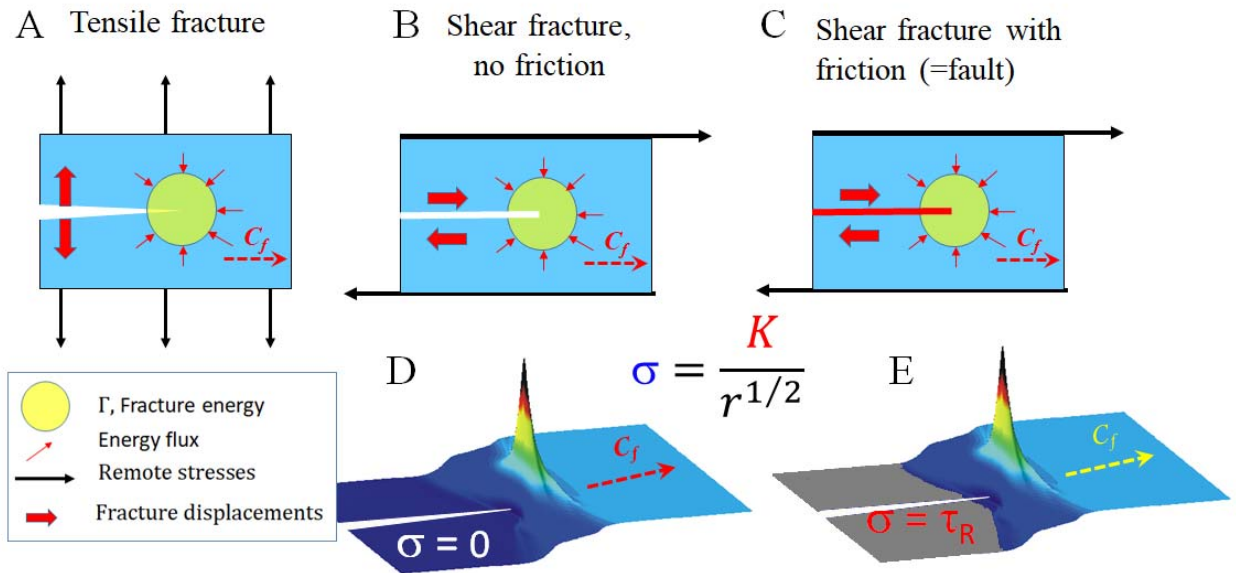 A Tensile fracture
B Shear fracture,
no friction
C Shear fracture with
friction (=fault)
C_f
C_f
C_f
Γ, Fracture energy
Energy flux
Remote stresses
Fracture displacements
D
σ = K / r^{1/2}
E
C_f
C_f
σ = 0
σ = τ_R